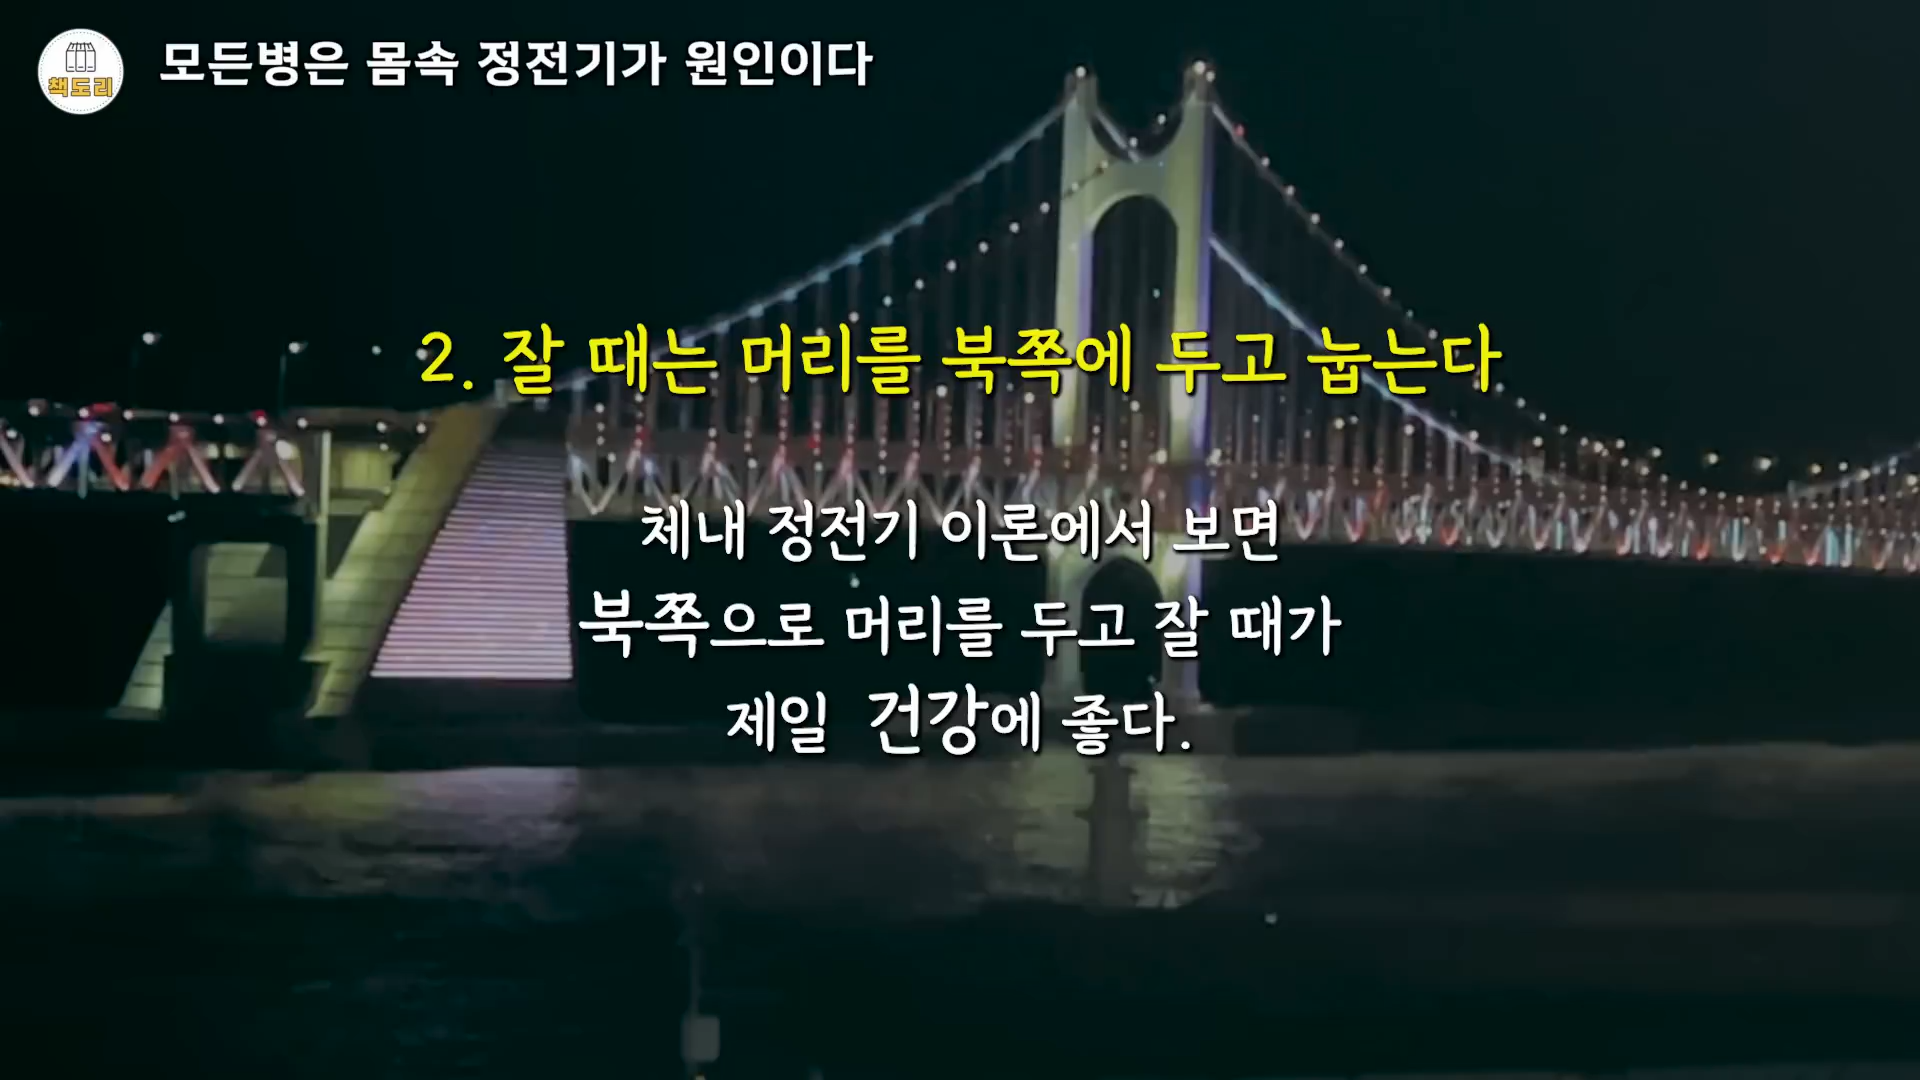 책도리
모든병은 몸속 정전기가 원인이다
2. 잘 때는 머리를 북쪽에 두고 눕는다
체내 정전기 이론에서 보면
북쪽으로 머리를 두고 잘 때가
제일 건강에 좋다.